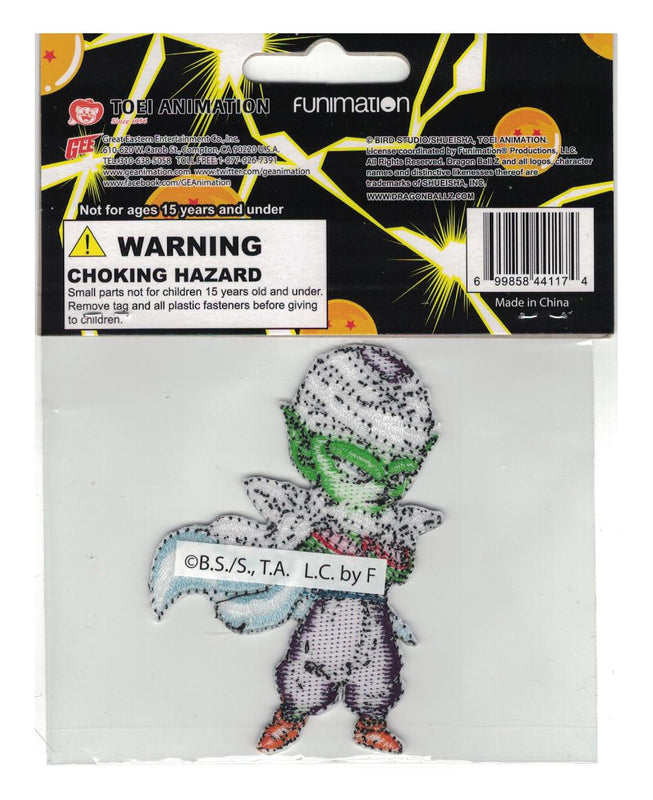 TOEI ANIMATION
Since 1956
FUNIMATION
GEE
Great Eastern Entertainment Co., Inc.
610-629 W. Carob St., Compton, CA 90220 U.S.A.
TEL:310-638-5058 TOLL FREE:1-877-926-7391
www.geanimation.com www.twitter.com/geanimation
www.facebook.com/GEAnimation
© BIRD STUDIO/SHUEISHA, TOEI ANIMATION.
License coordinated by Funimation® Productions, LLC.
All Rights Reserved. Dragon Ball Z and all logos, character
names and distinctive likenesses thereof are
trademarks of SHUEISHA, INC.
WWW.DRAGONBALLZ.COM
Not for ages 15 years and under
WARNING
CHOKING HAZARD
Small parts not for children 15 years old and under.
Remove tag and all plastic fasteners before giving
to children.
6 99858 44117 4
Made in China
©B.S./S., T.A. L.C. by F